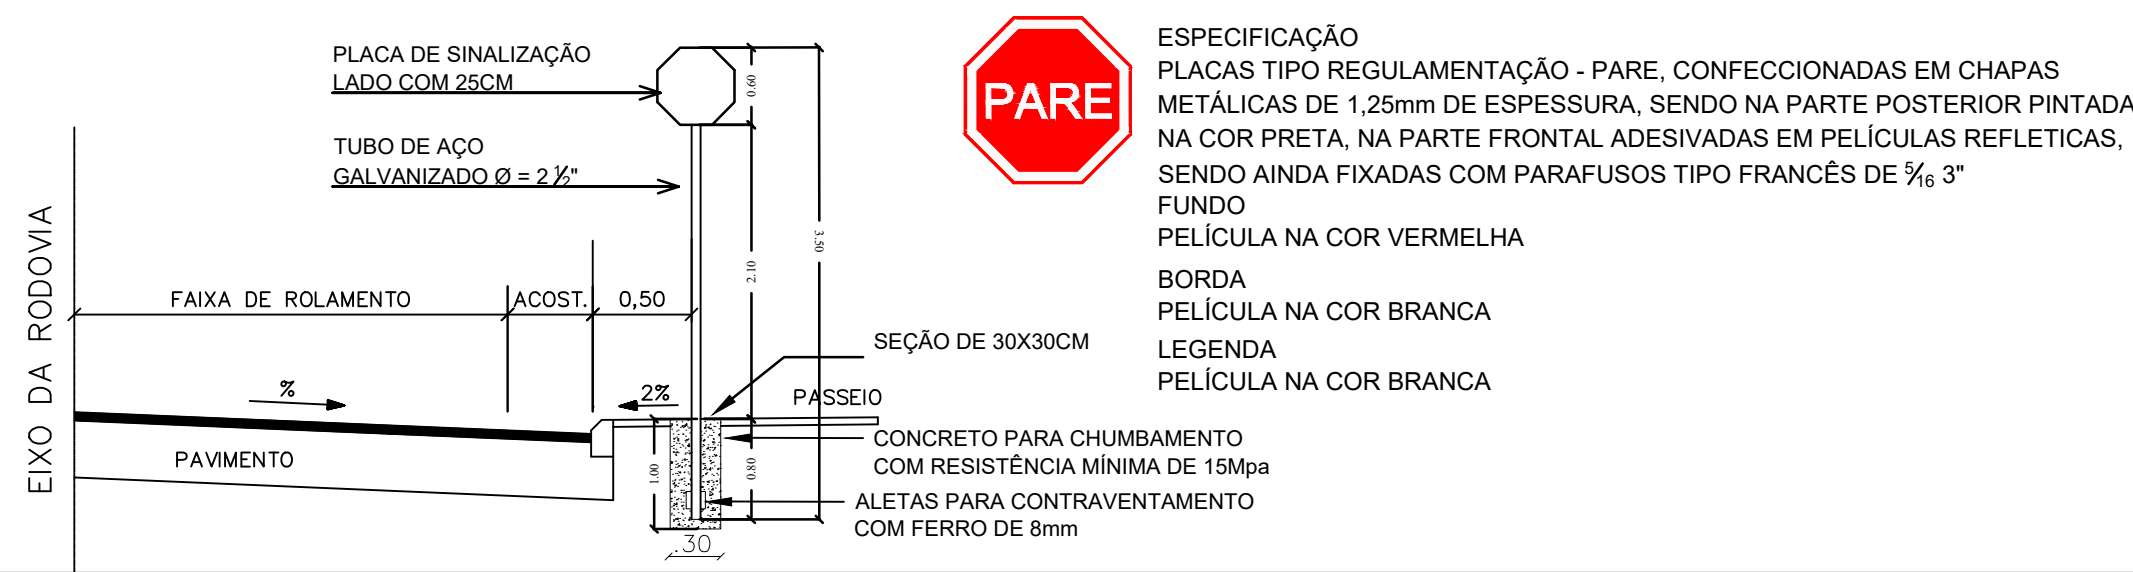 PLACA DE SINALIZAÇÃO
LADO COM 25CM
TUBO DE AÇO
GALVANIZADO Ø = 2 ½"
EIXO DA RODOVIA
FAIXA DE ROLAMENTO
ACOST.
0,50
%
2%
PAVIMENTO
PASSEIO
0.60
2.10
3.50
0.80
1.00
.30
SEÇÃO DE 30X30CM
CONCRETO PARA CHUMBAMENTO
COM RESISTÊNCIA MÍNIMA DE 15Mpa
ALETAS PARA CONTRAVENTAMENTO
COM FERRO DE 8mm
PARE
ESPECIFICAÇÃO
PLACAS TIPO REGULAMENTAÇÃO - PARE, CONFECCIONADAS EM CHAPAS
METÁLICAS DE 1,25mm DE ESPESSURA, SENDO NA PARTE POSTERIOR PINTADA
NA COR PRETA, NA PARTE FRONTAL ADESIVADAS EM PELÍCULAS REFLETICAS,
SENDO AINDA FIXADAS COM PARAFUSOS TIPO FRANCÊS DE 5/16 3"
FUNDO
PELÍCULA NA COR VERMELHA
BORDA
PELÍCULA NA COR BRANCA
LEGENDA
PELÍCULA NA COR BRANCA